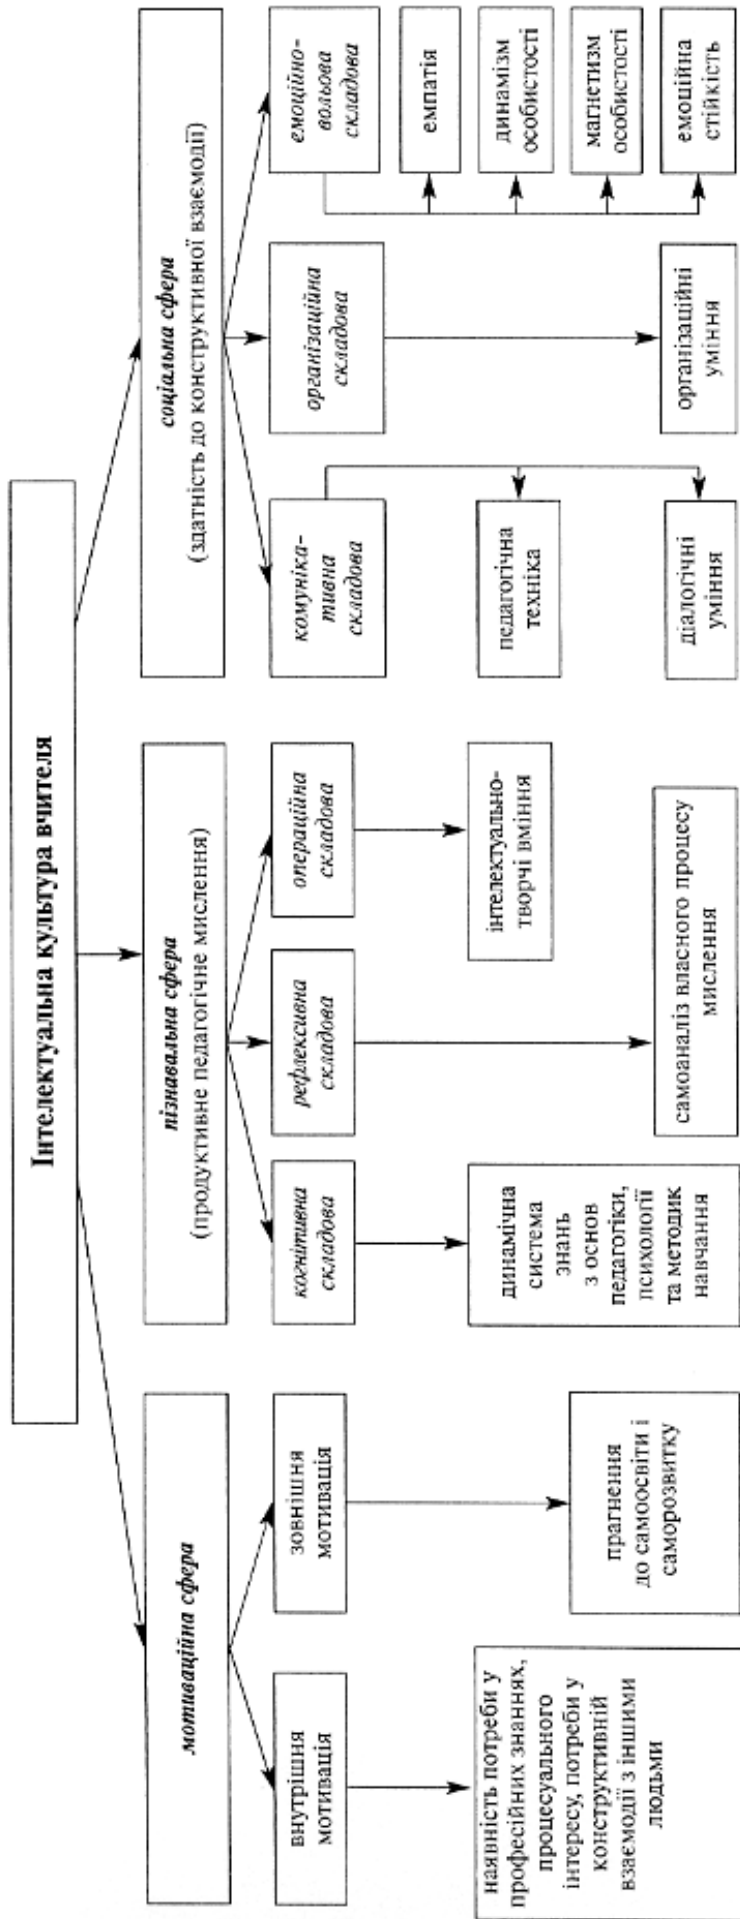 Інтелектуальна культура вчителя
мотиваційна сфера
внутрішня
мотивація
наявність потреби у
професійних знаннях,
процесуального
інтересу, потреби у
конструктивній
взаємодії з іншими
людьми
зовнішня
мотивація
прагнення
до самоосвіти і
саморозвитку
пізнавальна сфера
(продуктивне педагогічне мислення)
когнітивна
складова
динамічна
система
знань
з основ
педагогіки,
психології
та методик
навчання
рефлексивна
складова
самоаналіз власного процесу
мислення
операційна
складова
інтелектуально-
творчі вміння
соціальна сфера
(здатність до конструктивної взаємодії)
комуніка-
тивна
складова
педагогічна
техніка
діалогічні
уміння
організаційна
складова
організаційні
уміння
емоційно-
вольова
складова
емпатія
динамізм
особистості
магнетизм
особистості
емоційна
стійкість